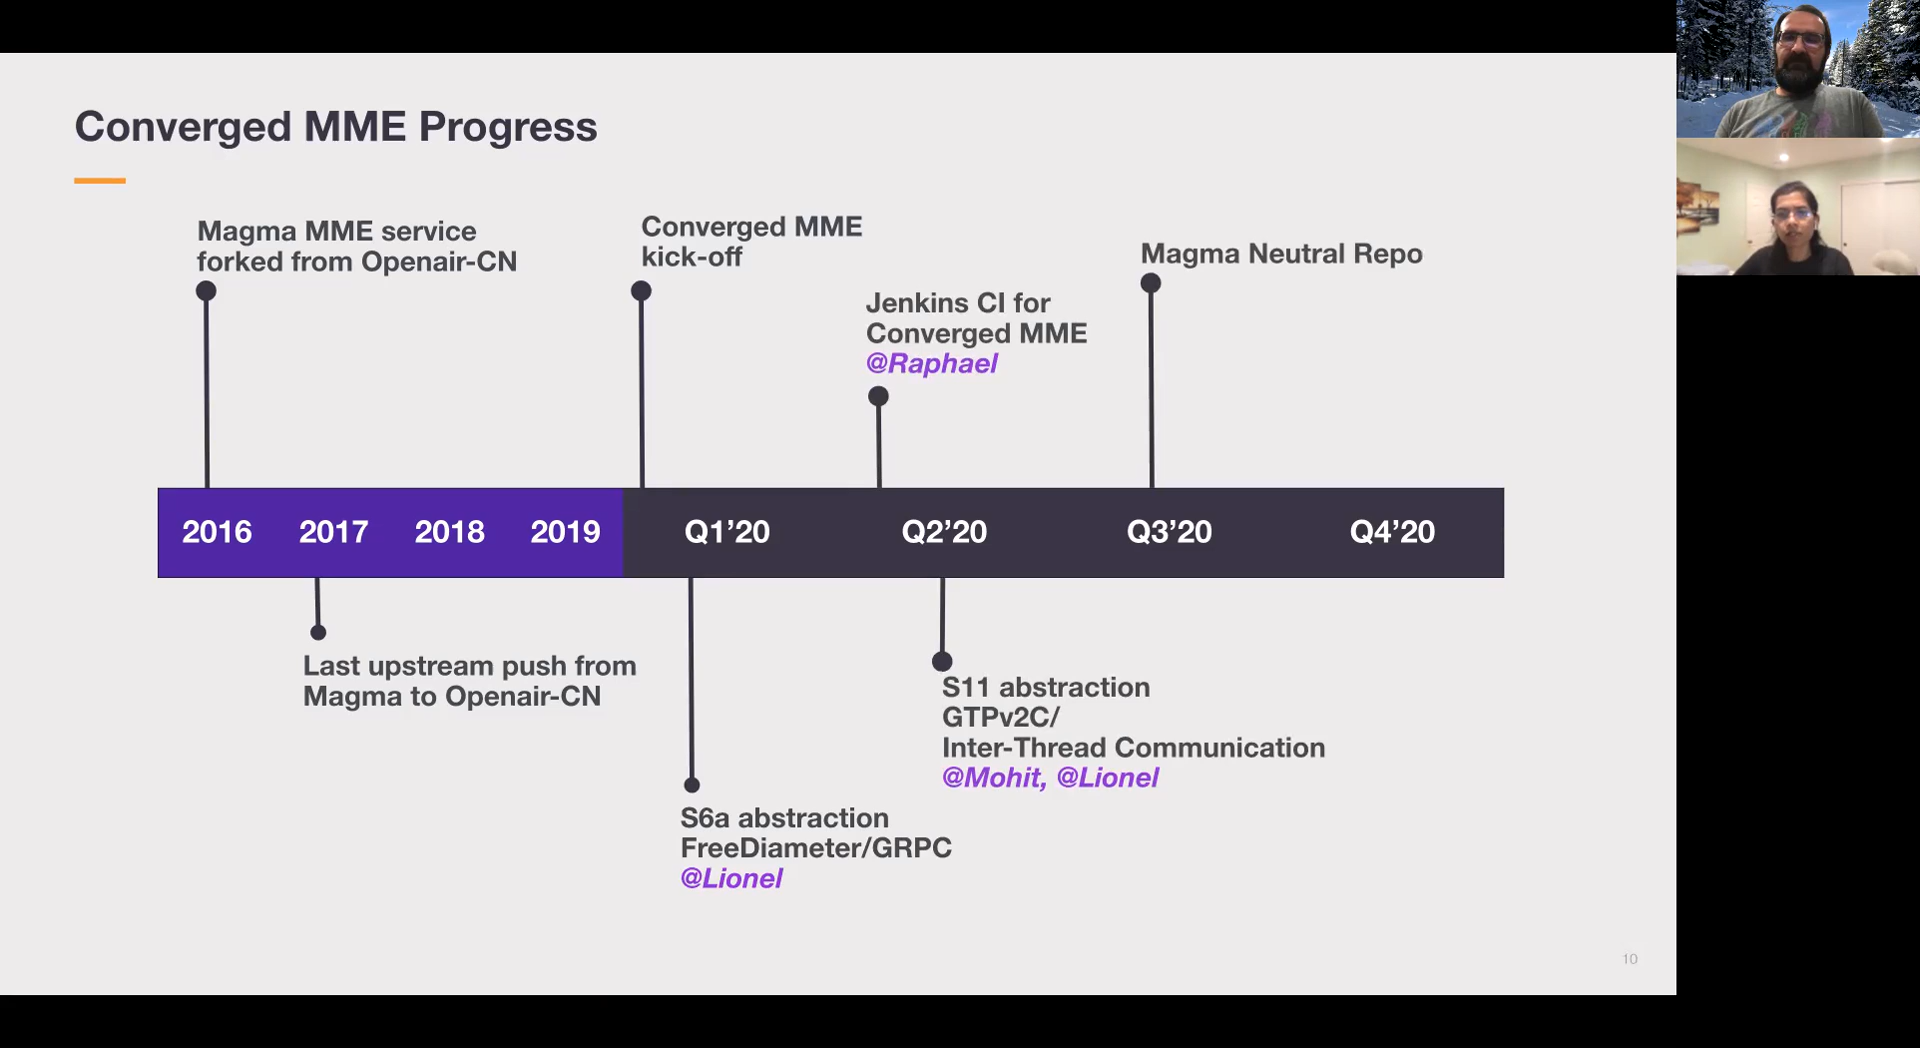 Converged MME Progress
Magma MME service
forked from Openair-CN
Converged MME
kick-off
Jenkins CI for
Converged MME
@Raphael
Magma Neutral Repo
2016 2017 2018 2019 Q1’20 Q2’20 Q3’20 Q4’20
Last upstream push from
Magma to Openair-CN
S6a abstraction
FreeDiameter/GRPC
@Lionel
S11 abstraction
GTPv2C/
Inter-Thread Communication
@Mohit, @Lionel
10